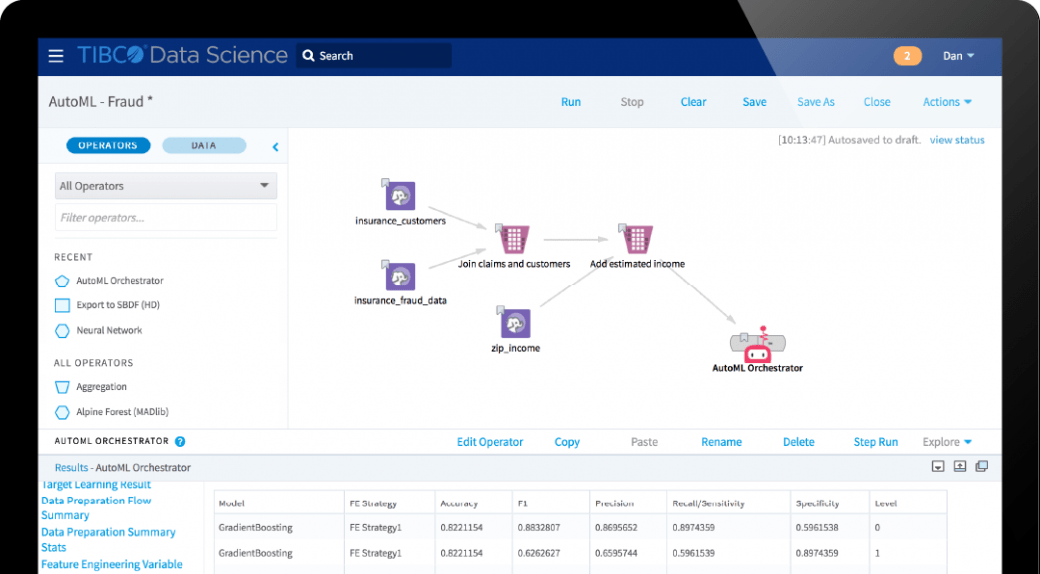 TIBCO Data Science
Search
2
Dan
AutoML - Fraud *
Run
Stop
Clear
Save
Save As
Close
Actions
OPERATORS
DATA
[10:13:47] Autosaved to draft. view status
All Operators
Filter operators...
RECENT
AutoML Orchestrator
Export to SBDF (HD)
Neural Network
ALL OPERATORS
Aggregation
Alpine Forest (MADlib)
insurance_customers
insurance_fraud_data
Join claims and customers
Add estimated income
zip_income
AutoML Orchestrator
AUTOML ORCHESTRATOR ?
Edit Operator
Copy
Paste
Rename
Delete
Step Run
Explore
Results - AutoML Orchestrator
Target Learning Result
Data Preparation Flow
Summary
Data Preparation Summary
Stats
Feature Engineering Variable
Model FE Strategy Accuracy F1 Precision Recall/Sensitivity Specificity Level
GradientBoosting FE Strategy1 0.8221154 0.8832807 0.8695652 0.8974359 0.5961538 0
GradientBoosting FE Strategy1 0.8221154 0.6262627 0.6595744 0.5961539 0.8974359 1